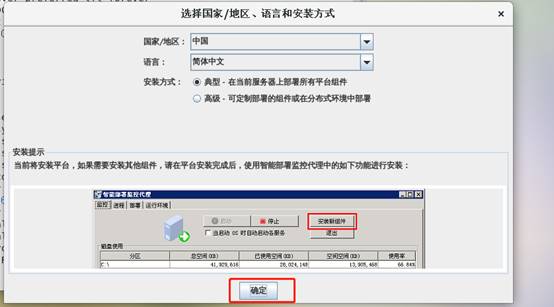 选择国家/地区、语言和安装方式
国家/地区： 中国
语言： 简体中文
安装方式： 典型 - 在当前服务器上部署所有平台组件
高级 - 可定制部署的组件或在分布式环境中部署
安装提示
当前将安装平台，如果需要安装其他组件，请在平台安装完成后，使用智能部署监控代理中的如下功能进行安装：
智能部署监控代理
监控 进程 部署 运行环境
启动 停止 安装新组件
当启动 OS 时自动启动各服务 退出
磁盘使用
分区 总空间(KB) 已使用空间(KB) 空闲空间(KB) 使用率
C:\ 41,929,616 28,024,148 13,905,468 66.84%
确定